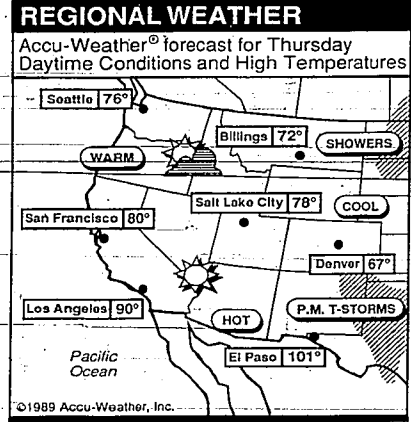 REGIONAL WEATHER
Accu-Weather® forecast for Thursday
Daytime Conditions and High Temperatures
Seattle 76°
Billings 72°
SHOWERS
WARM
Salt Lake City 78°
COOL
San Francisco 80°
Denver 67°
Los Angeles 90°
HOT
P.M. T-STORMS
El Paso 101°
Pacific
Ocean
©1989 Accu-Weather, Inc.